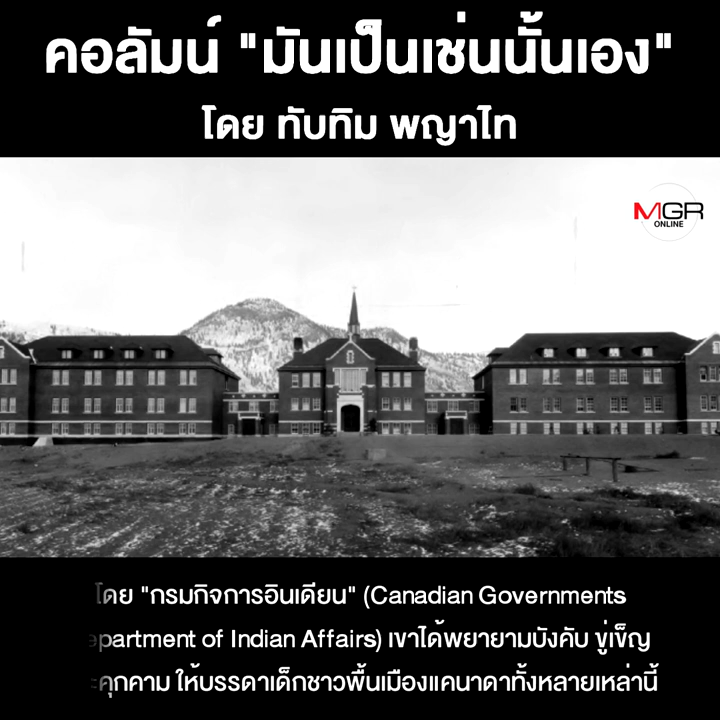 คอลัมน์ "มันเป็นเช่นนั้นเอง"
โดย ทับทิม พญาไท
MGR
ONLINE
โดย "กรมกิจการอินเดียน" (Canadian Governments
epartment of Indian Affairs) เขาได้พยายามบังคับ ขู่เข็ญ
ะคุกคาม ให้บรรดาเด็กชาวพื้นเมืองแคนาดาทั้งหลายเหล่านี้